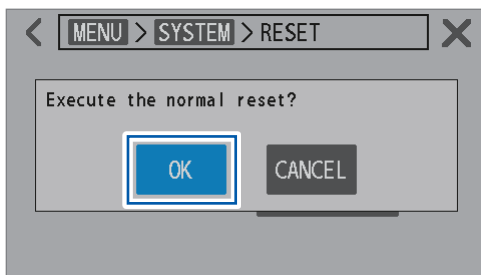 MENU > SYSTEM > RESET
Execute the normal reset?
OK CANCEL